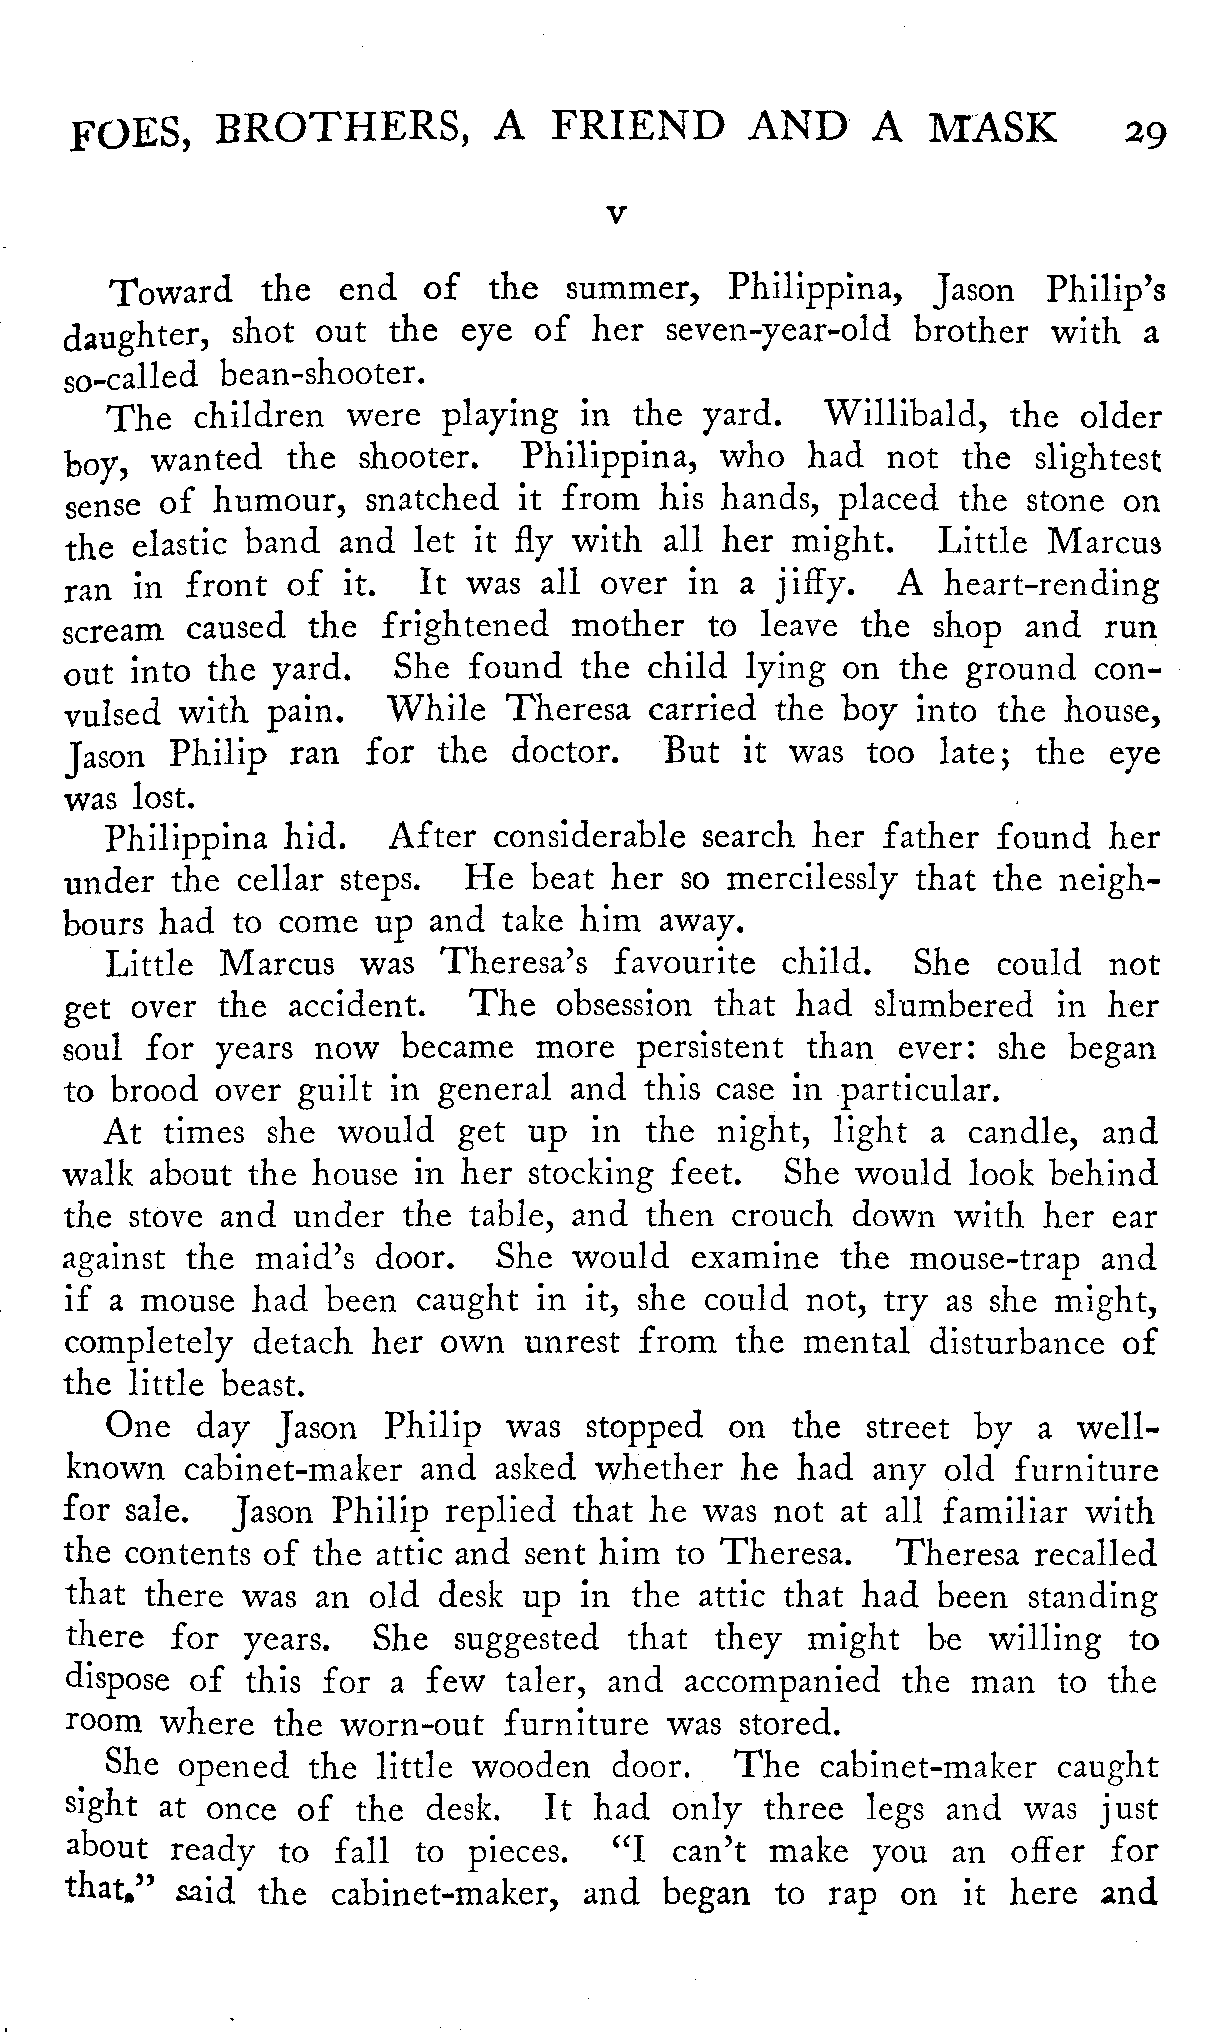 FOES, BROTHERS, A FRIEND AND A MASK 29
v
Toward the end of the summer, Philippina, Jason Philip's
daughter, shot out the eye of her seven-year-old brother with a
so-called bean-shooter.
The children were playing in the yard. Willibald, the older
boy, wanted the shooter. Philippina, who had not the slightest
sense of humour, snatched it from his hands, placed the stone on
the elastic band and let it fly with all her might. Little Marcus
ran in front of it. It was all over in a jiffy. A heart-rending
scream caused the frightened mother to leave the shop and run
out into the yard. She found the child lying on the ground con-
vulsed with pain. While Theresa carried the boy into the house,
Jason Philip ran for the doctor. But it was too late; the eye
was lost.
Philippina hid. After considerable search her father found her
under the cellar steps. He beat her so mercilessly that the neigh-
bours had to come up and take him away.
Little Marcus was Theresa's favourite child. She could not
get over the accident. The obsession that had slumbered in her
soul for years now became more persistent than ever: she began
to brood over guilt in general and this case in particular.
At times she would get up in the night, light a candle, and
walk about the house in her stocking feet. She would look behind
the stove and under the table, and then crouch down with her ear
against the maid's door. She would examine the mouse-trap and
if a mouse had been caught in it, she could not, try as she might,
completely detach her own unrest from the mental disturbance of
the little beast.
One day Jason Philip was stopped on the street by a well-
known cabinet-maker and asked whether he had any old furniture
for sale. Jason Philip replied that he was not at all familiar with
the contents of the attic and sent him to Theresa. Theresa recalled
that there was an old desk up in the attic that had been standing
there for years. She suggested that they might be willing to
dispose of this for a few taler, and accompanied the man to the
room where the worn-out furniture was stored.
She opened the little wooden door. The cabinet-maker caught
sight at once of the desk. It had only three legs and was just
about ready to fall to pieces. "I can't make you an offer for
that." said the cabinet-maker, and began to rap on it here and